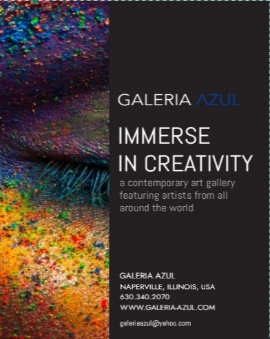 GALERIA AZUL
IMMERSE
IN CREATIVITY
a contemporary art gallery
featuring artists from all
around the world
GALERIA AZUL
NAPERVILLE, ILLINOIS, USA
630.340.2070
WWW.GALERIA-AZUL.COM
galeriaazul@yahoo.com